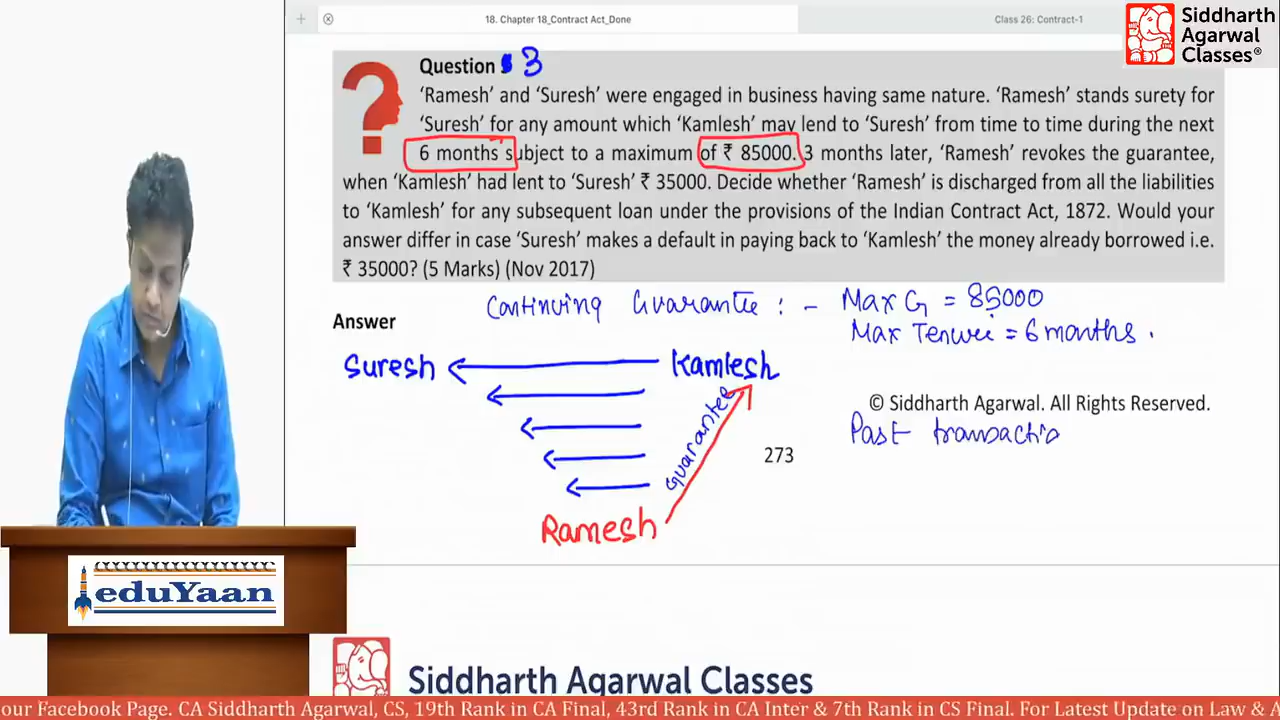 18. Chapter 18_Contract Act_Done
Class 26: Contract-1
Siddharth
Agarwal
Classes®
Question 3
‘Ramesh’ and ‘Suresh’ were engaged in business having same nature. ‘Ramesh’ stands surety for
‘Suresh’ for any amount which ‘Kamlesh’ may lend to ‘Suresh’ from time to time during the next
6 months subject to a maximum of ₹ 85000. 3 months later, ‘Ramesh’ revokes the guarantee,
when ‘Kamlesh’ had lent to ‘Suresh’ ₹ 35000. Decide whether ‘Ramesh’ is discharged from all the liabilities
to ‘Kamlesh’ for any subsequent loan under the provisions of the Indian Contract Act, 1872. Would your
answer differ in case ‘Suresh’ makes a default in paying back to ‘Kamlesh’ the money already borrowed i.e.
₹ 35000? (5 Marks) (Nov 2017)
Continuing Guarantee : - Max G = 85000
Answer
Max Tenure = 6 months.
Suresh
Kamlesh
Guarantee
© Siddharth Agarwal. All Rights Reserved.
Past transactio
273
Ramesh
eduYaan
Siddharth Agarwal Classes
our Facebook Page. CA Siddharth Agarwal, CS, 19th Rank in CA Final, 43rd Rank in CA Inter & 7th Rank in CS Final. For Latest Update on Law & A